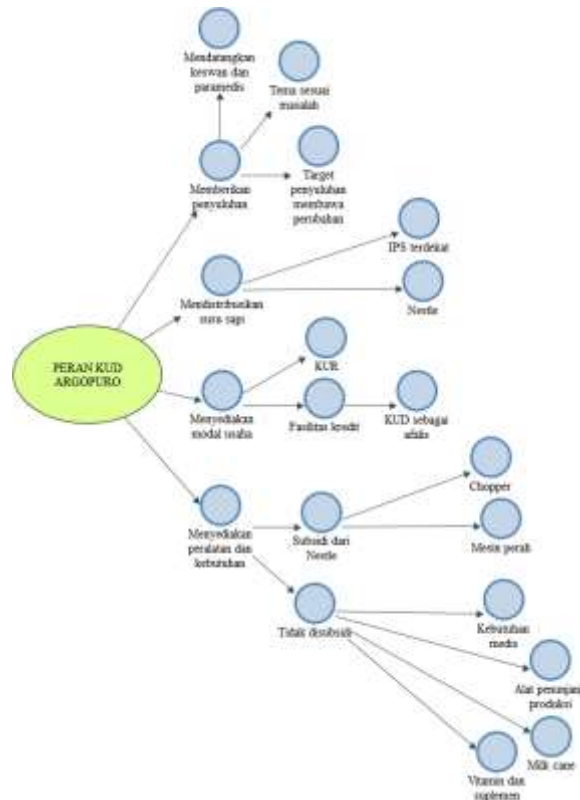 Mendatangkan
keswan dan
paramedis
Tema sesuai
masalah
Memberikan
penyuluhan
Target
penyuluhan
membawa
perubahan
IPS terdekat
Mendistribusikan
susu sapi
Nestle
PERAN KUD
ARGOPURO
KUR
Menyediakan
modal usaha
Fasilitas kredit
KUD sebagai
afalis
Chopper
Menyediakan
peralatan dan
kebutuhan
Subsidi dari
Nestle
Mesin perah
Tidak disubsidi
Kebutuhan
medis
Alat penunjan
produksi
Milk cane
Vitamin dan
suplemen